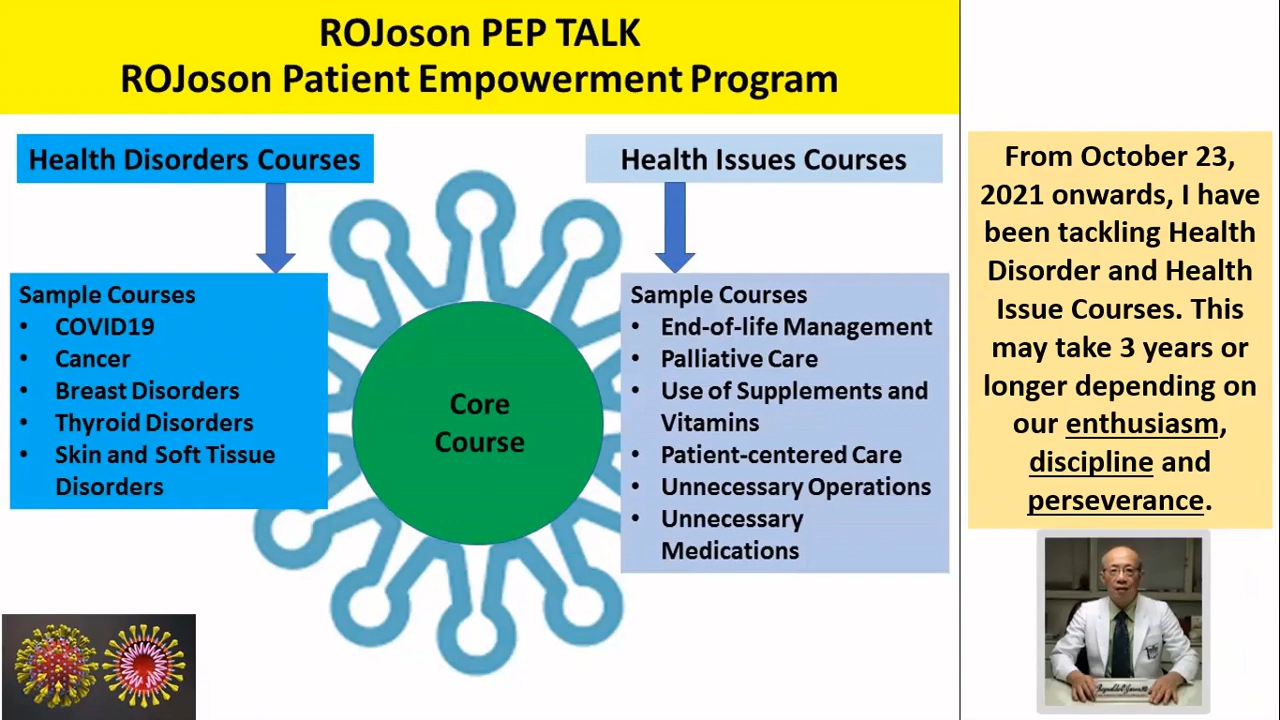 ROJoson PEP TALK
ROJoson Patient Empowerment Program
Health Disorders Courses
Sample Courses
• COVID19
• Cancer
• Breast Disorders
• Thyroid Disorders
• Skin and Soft Tissue
Disorders
Core
Course
Health Issues Courses
Sample Courses
• End-of-life Management
• Palliative Care
• Use of Supplements and
Vitamins
• Patient-centered Care
• Unnecessary Operations
• Unnecessary
Medications
From October 23,
2021 onwards, I have
been tackling Health
Disorder and Health
Issue Courses. This
may take 3 years or
longer depending on
our enthusiasm,
discipline and
perseverance.